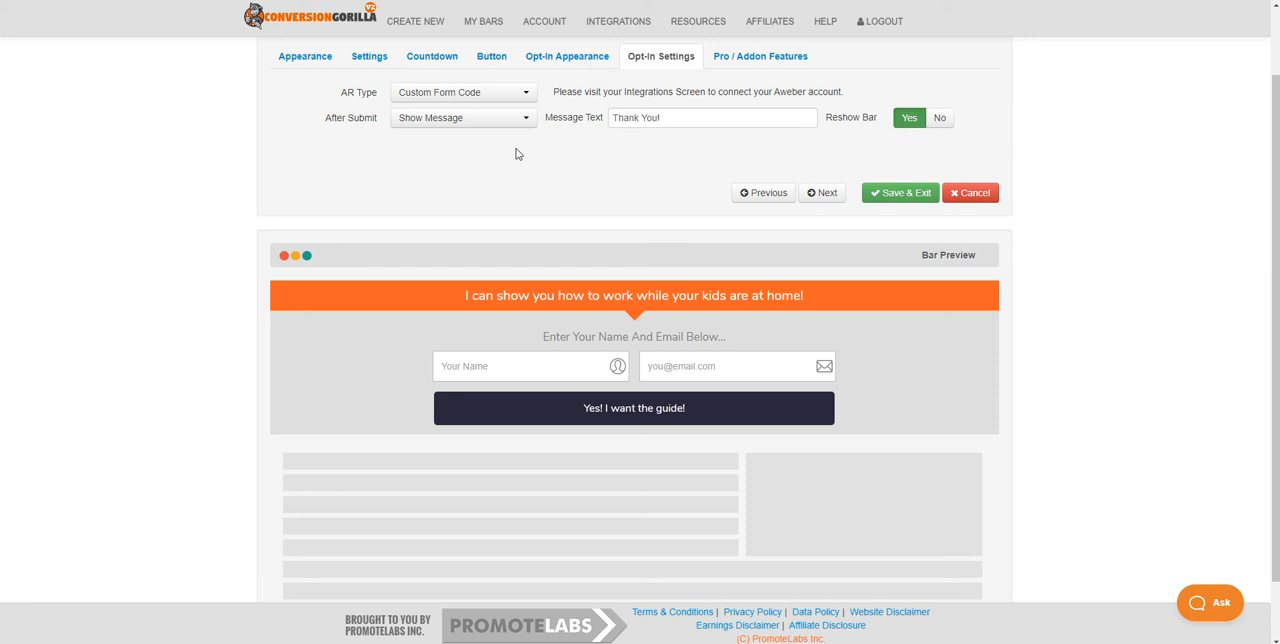 CONVERSIONGORILLA V2 CREATE NEW MY BARS ACCOUNT INTEGRATIONS RESOURCES AFFILIATES HELP LOGOUT
Appearance Settings Countdown Button Opt-In Appearance Opt-In Settings Pro / Addon Features
AR Type Custom Form Code Please visit your Integrations Screen to connect your Aweber account.
After Submit Show Message Message Text Thank You! Reshow Bar Yes No
Previous Next Save & Exit Cancel
Bar Preview
I can show you how to work while your kids are at home!
Enter Your Name And Email Below...
Your Name you@email.com
Yes! I want the guide!
Ask
BROUGHT TO YOU BY
PROMOTELABS INC.
PROMOTELABS
Terms & Conditions | Privacy Policy | Data Policy | Website Disclaimer
Earnings Disclaimer | Affiliate Disclosure
(C) PromoteLabs Inc.